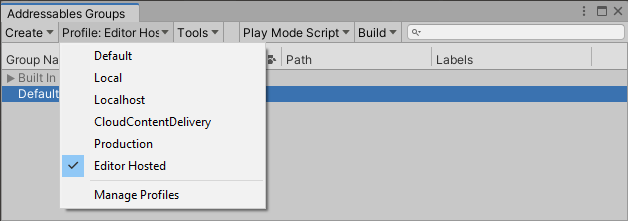 Addressables Groups
Create Profile: Editor Hos Tools Play Mode Script Build
Group Na Path Labels
Built In
Default
Default
Local
Localhost
CloudContentDelivery
Production
Editor Hosted
Manage Profiles